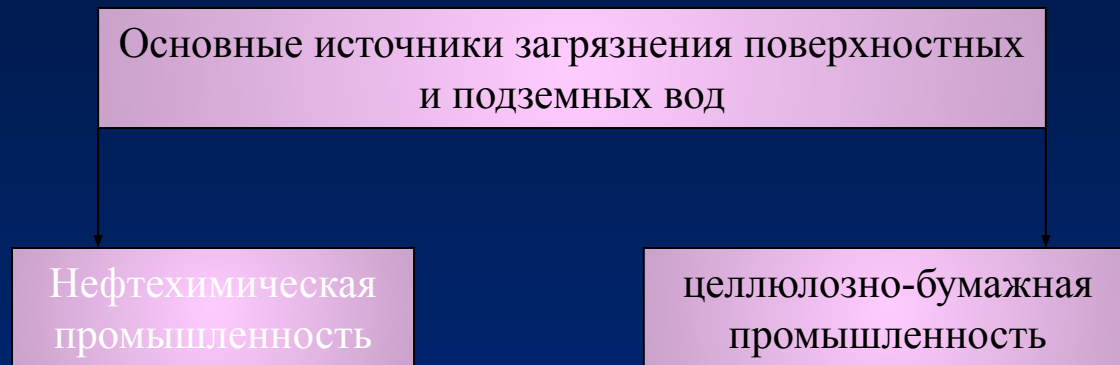 Основные источники загрязнения поверхностных
и подземных вод
Нефтехимическая
промышленность
целлюлозно-бумажная
промышленность